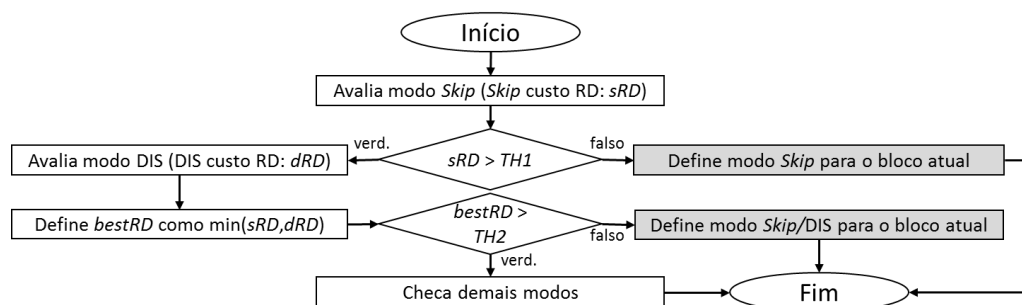 Início
Avalia modo Skip (Skip custo RD: sRD)
verd.
falso
Avalia modo DIS (DIS custo RD: dRD)
sRD > TH1
Define modo Skip para o bloco atual
Define bestRD como min(sRD,dRD)
bestRD >
TH2
falso
Define modo Skip/DIS para o bloco atual
verd.
Checa demais modos
Fim